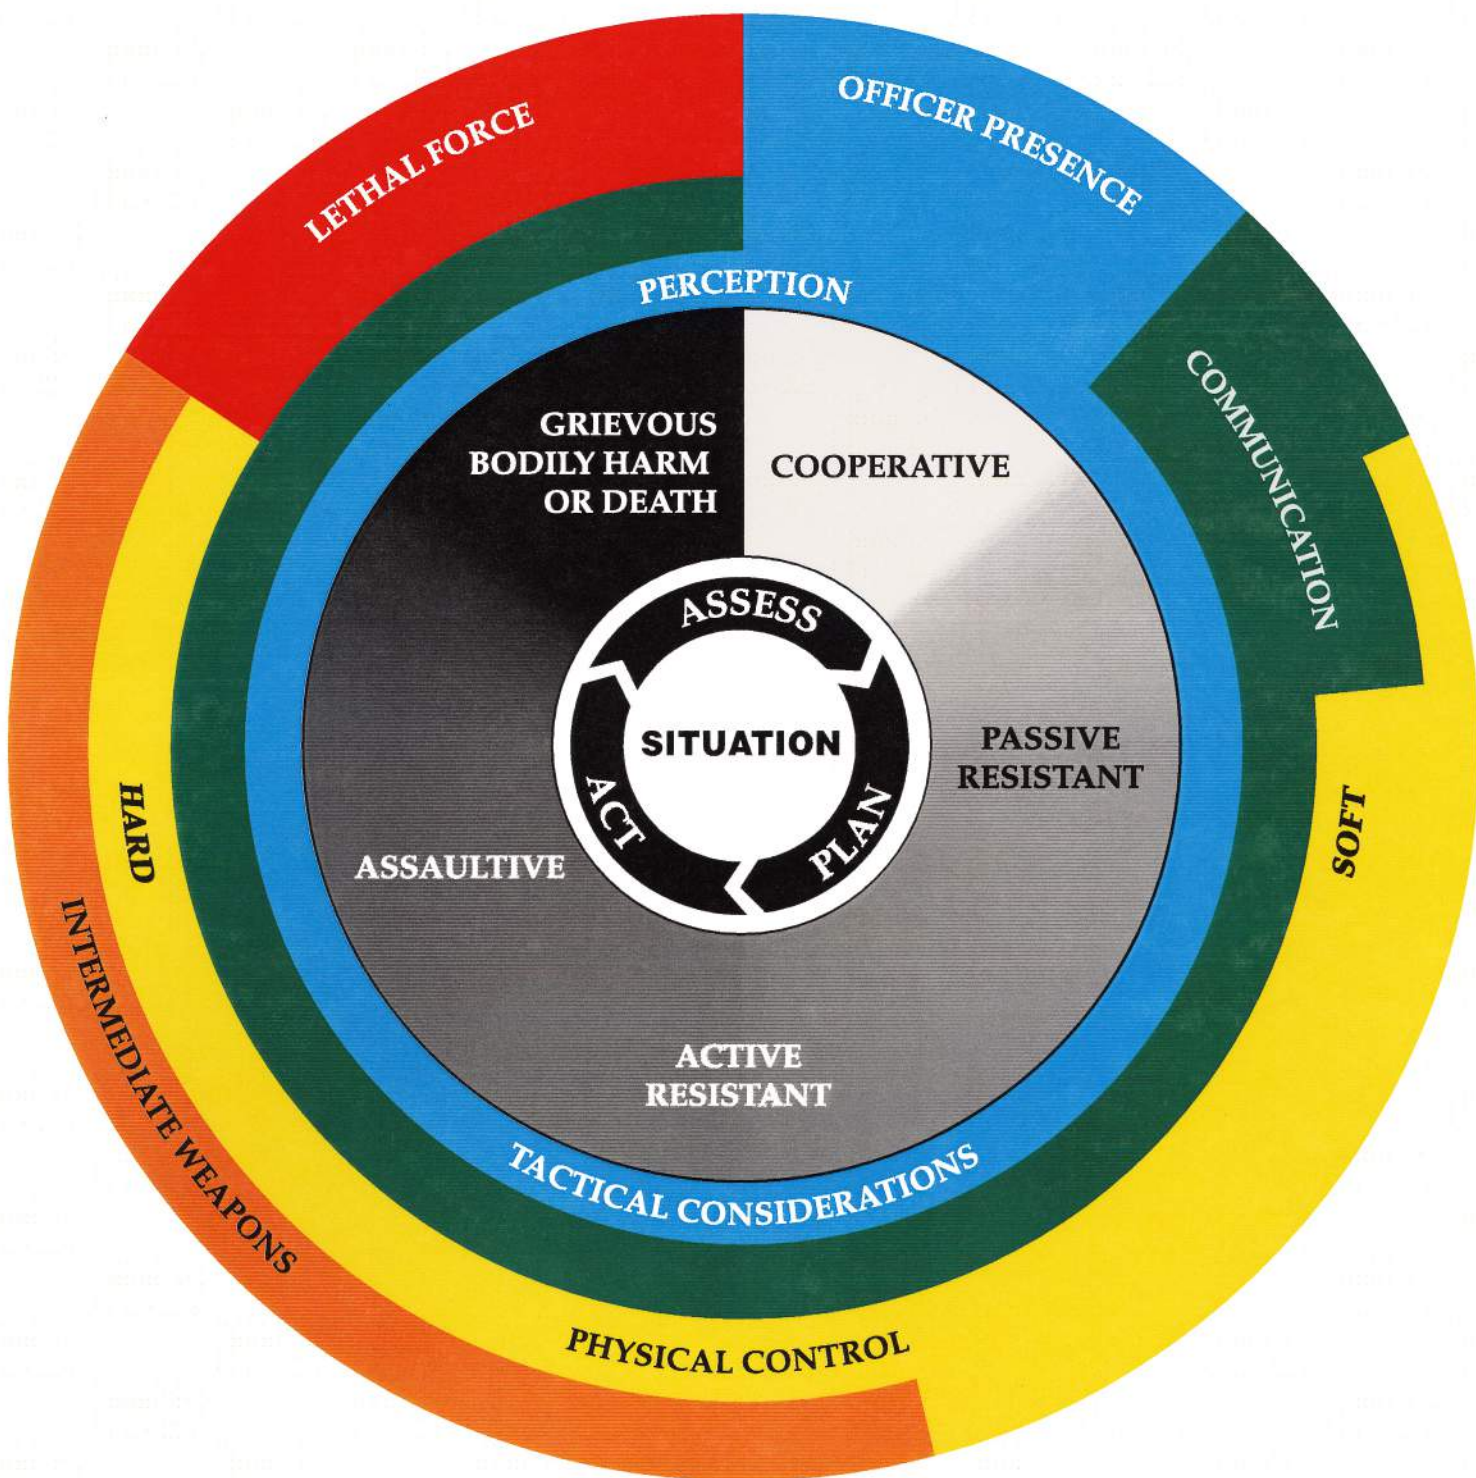 LETHAL FORCE
OFFICER PRESENCE
PERCEPTION
COMMUNICATION
GRIEVOUS
BODILY HARM
OR DEATH
COOPERATIVE
ASSESS
SITUATION
PLAN
ACT
PASSIVE
RESISTANT
ASSAULTIVE
ACTIVE
RESISTANT
HARD
SOFT
TACTICAL CONSIDERATIONS
INTERMEDIATE WEAPONS
PHYSICAL CONTROL